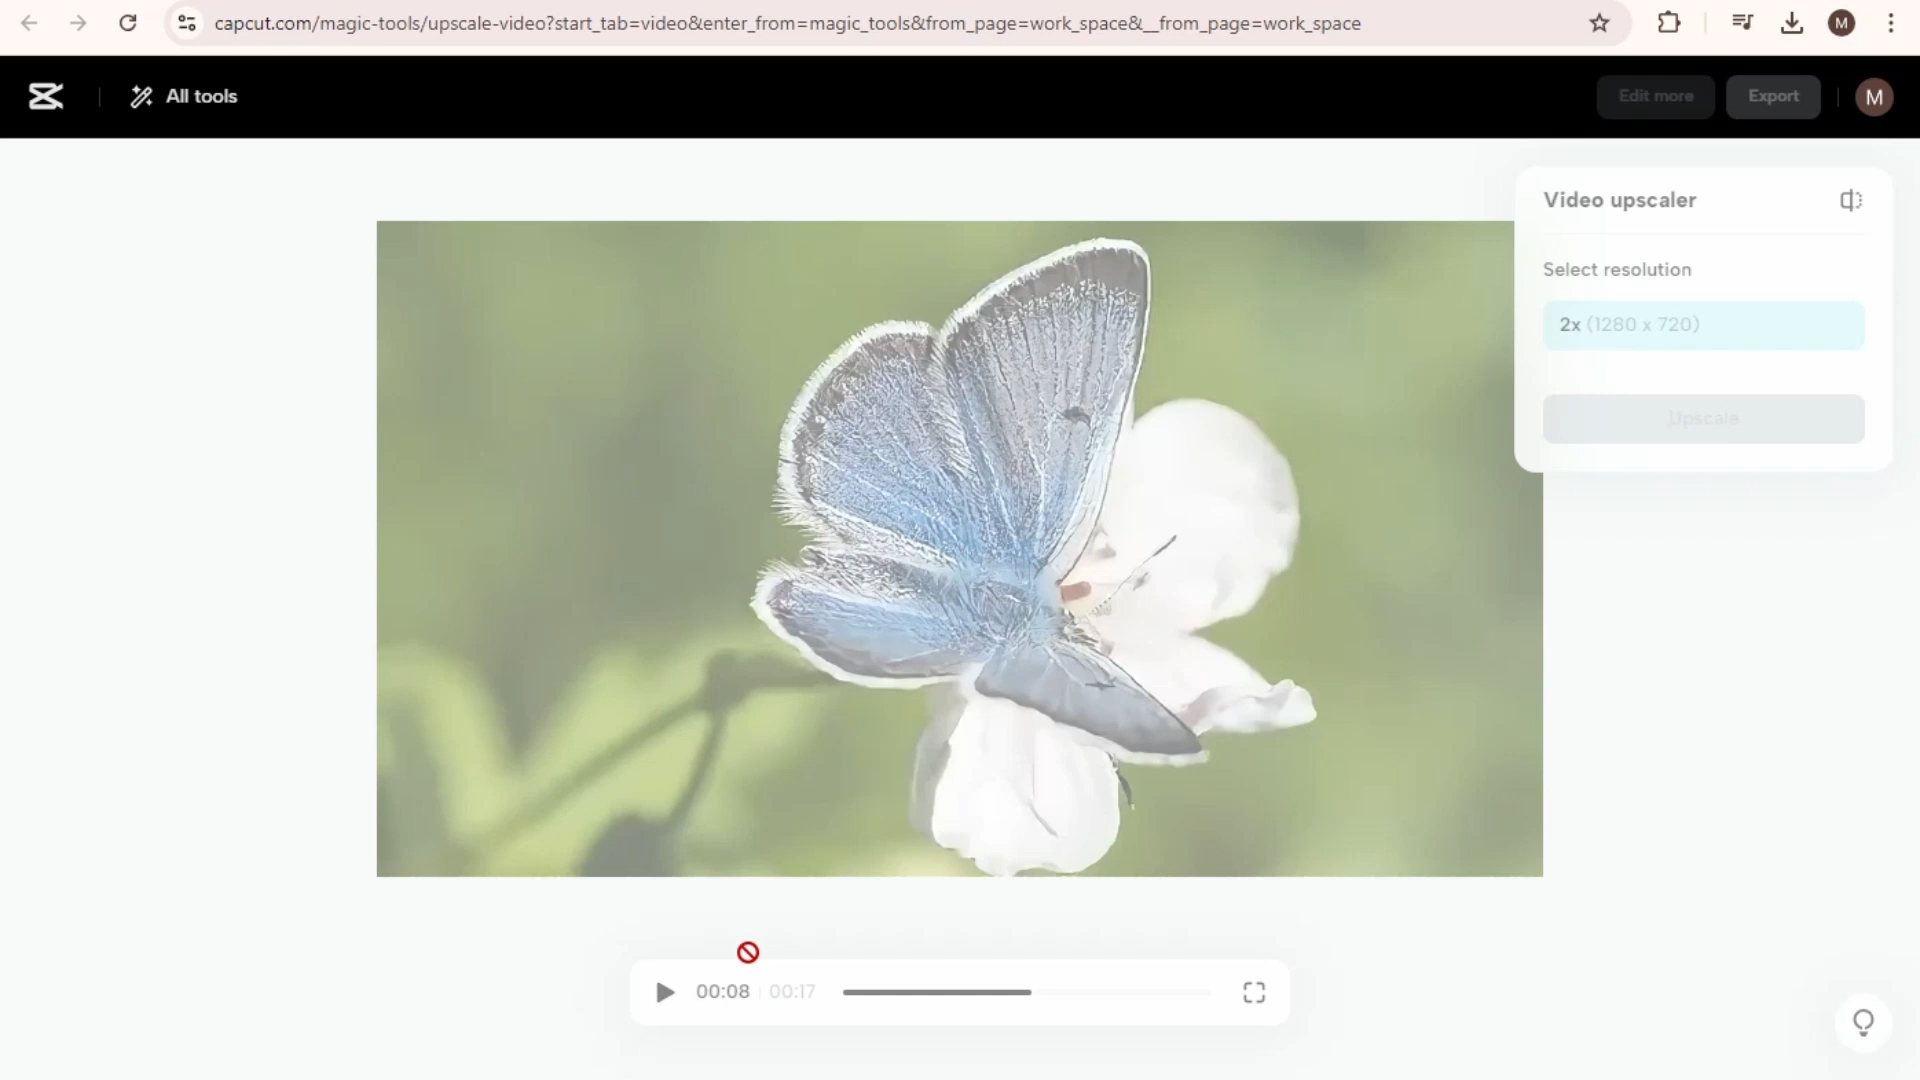 capcut.com/magic-tools/upscale-video?start_tab=video&enter_from=magic_tools&from_page=work_space&__from_page=work_space
M
All tools
Edit more
Export
M
Video upscaler
Select resolution
2x (1280 x 720)
Upscale
00:08 | 00:17